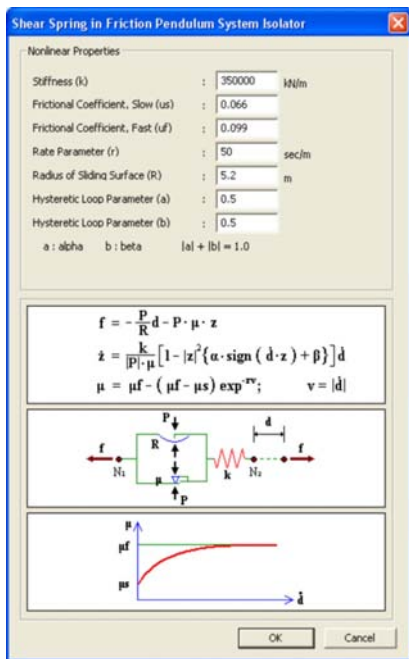 Shear Spring in Friction Pendulum System Isolator
Nonlinear Properties
Stiffness (k) : 350000 kN/m
Frictional Coefficient, Slow (us) : 0.066
Frictional Coefficient, Fast (uf) : 0.099
Rate Parameter (r) : 50 sec/m
Radius of Sliding Surface (R) : 5.2 m
Hysteretic Loop Parameter (a) : 0.5
Hysteretic Loop Parameter (b) : 0.5
a : alpha b : beta |a| + |b| = 1.0
f = - P/R d - P · μ · z
ż = k/|P|·μ [1 - |z|² {α · sign ( ḋ · z ) + β}] ḋ
μ = μf - ( μf - μs ) exp⁻ʳᵛ; v = |ḋ|
P d
f R f
N₁ μ k N₂
P
μ
μf
μs
ḋ
OK Cancel